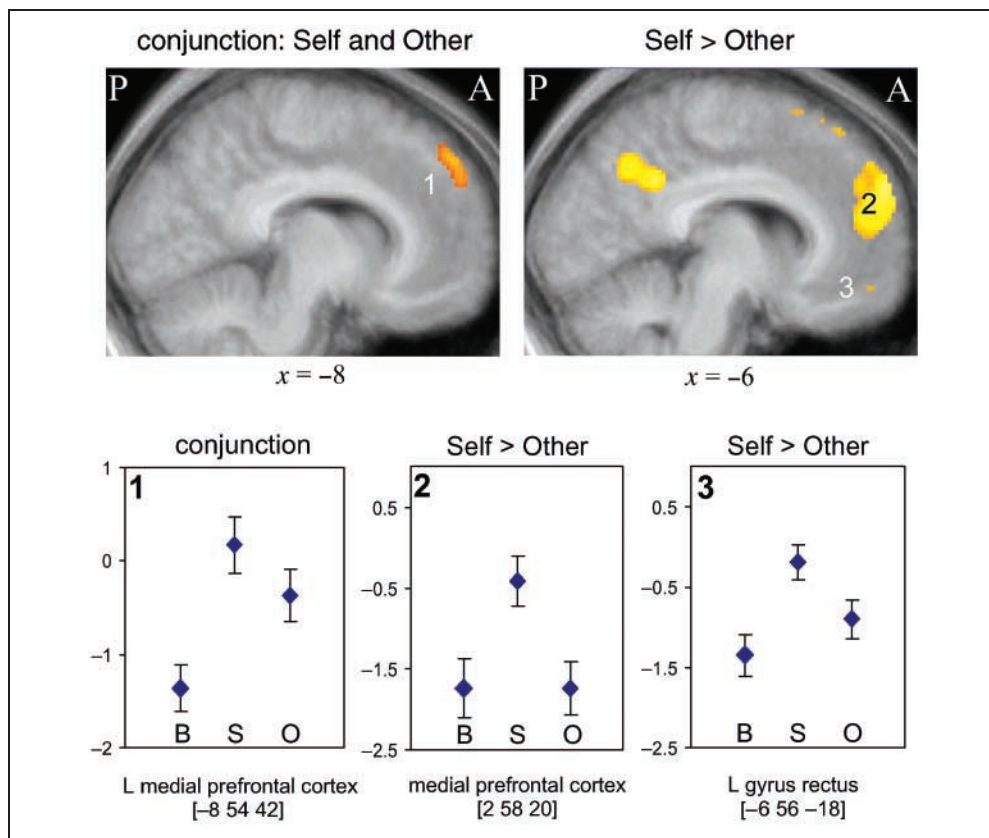 conjunction: Self and Other
Self > Other
P
A
1
P
A
2
3
x = –8
x = –6
conjunction
Self > Other
Self > Other
1
1
0
–1
–2
B S O
L medial prefrontal cortex
[–8 54 42]
2
0.5
–0.5
–1.5
–2.5
B S O
medial prefrontal cortex
[2 58 20]
3
0.5
–0.5
–1.5
–2.5
B S O
L gyrus rectus
[–6 56 –18]